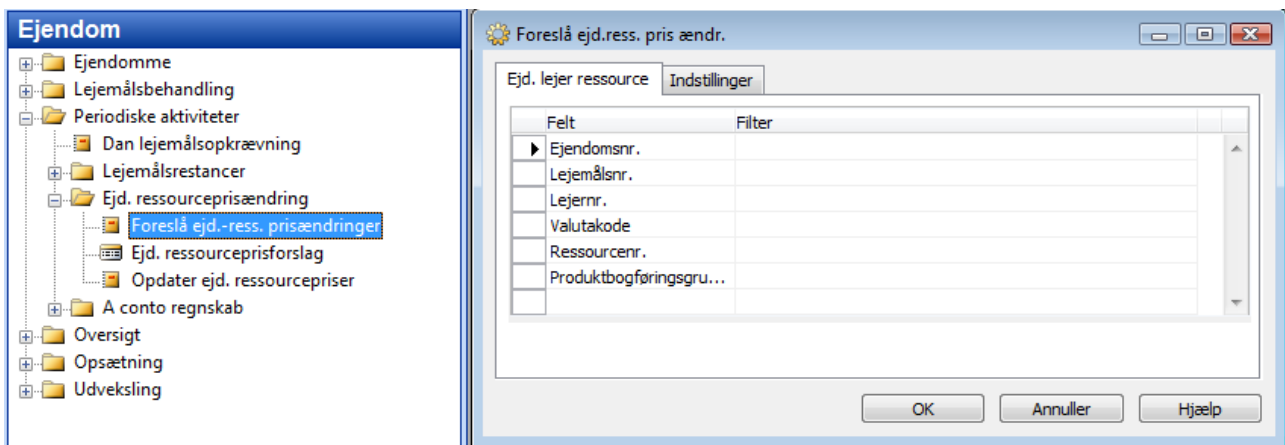 Ejendom
Ejendomme
Lejemålsbehandling
Periodiske aktiviteter
Dan lejemålsopkrævning
Lejemålsrestancer
Ejd. ressourceprisændring
Foreslå ejd.-ress. prisændringer
Ejd. ressourceprisforslag
Opdater ejd. ressourcepriser
A conto regnskab
Oversigt
Opsætning
Udveksling
Foreslå ejd.ress. pris ændr.
Ejd. lejer ressource Indstillinger
Felt Filter
Ejendomsnr.
Lejemålsnr.
Lejernr.
Valutakode
Ressourcenr.
Produktbogføringsgru...
OK Annuller Hjælp